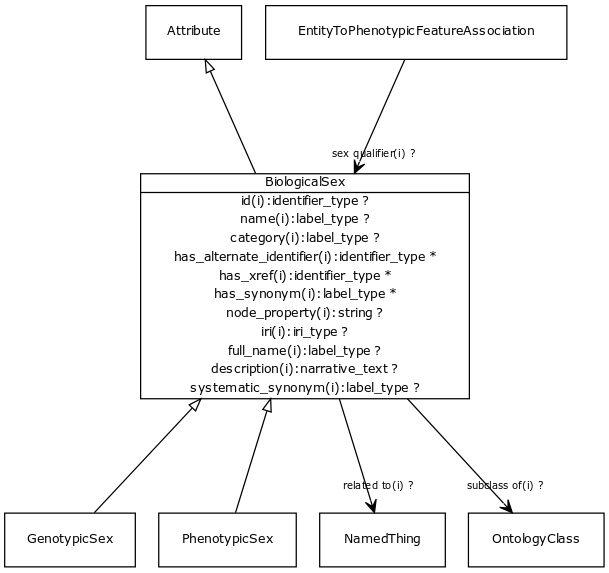 Attribute
EntityToPhenotypicFeatureAssociation
sex qualifier(i) ?
BiologicalSex
id(i):identifier_type ?
name(i):label_type ?
category(i):label_type ?
has_alternate_identifier(i):identifier_type *
has_xref(i):identifier_type *
has_synonym(i):label_type *
node_property(i):string ?
iri(i):iri_type ?
full_name(i):label_type ?
description(i):narrative_text ?
systematic_synonym(i):label_type ?
related to(i) ?
subclass of(i) ?
GenotypicSex
PhenotypicSex
NamedThing
OntologyClass